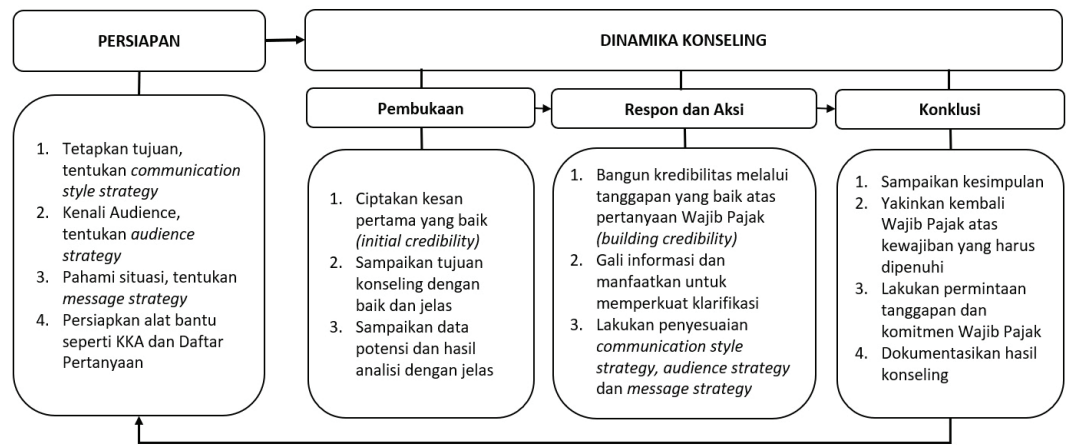 PERSIAPAN
DINAMIKA KONSELING
Pembukaan
Respon dan Aksi
Konklusi
1. Tetapkan tujuan,
tentukan communication
style strategy
2. Kenali Audience,
tentukan audience
strategy
3. Pahami situasi, tentukan
message strategy
4. Persiapkan alat bantu
seperti KKA dan Daftar
Pertanyaan
1. Ciptakan kesan
pertama yang baik
(initial credibility)
2. Sampaikan tujuan
konseling dengan
baik dan jelas
3. Sampaikan data
potensi dan hasil
analisi dengan jelas
1. Bangun kredibilitas melalui
tanggapan yang baik atas
pertanyaan Wajib Pajak
(building credibility)
2. Gali informasi dan
manfaatkan untuk
memperkuat klarifikasi
3. Lakukan penyesuaian
communication style
strategy, audience strategy
dan message strategy
1. Sampaikan kesimpulan
2. Yakinkan kembali
Wajib Pajak atas
kewajiban yang harus
dipenuhi
3. Lakukan permintaan
tanggapan dan
komitmen Wajib Pajak
4. Dokumentasikan hasil
konseling